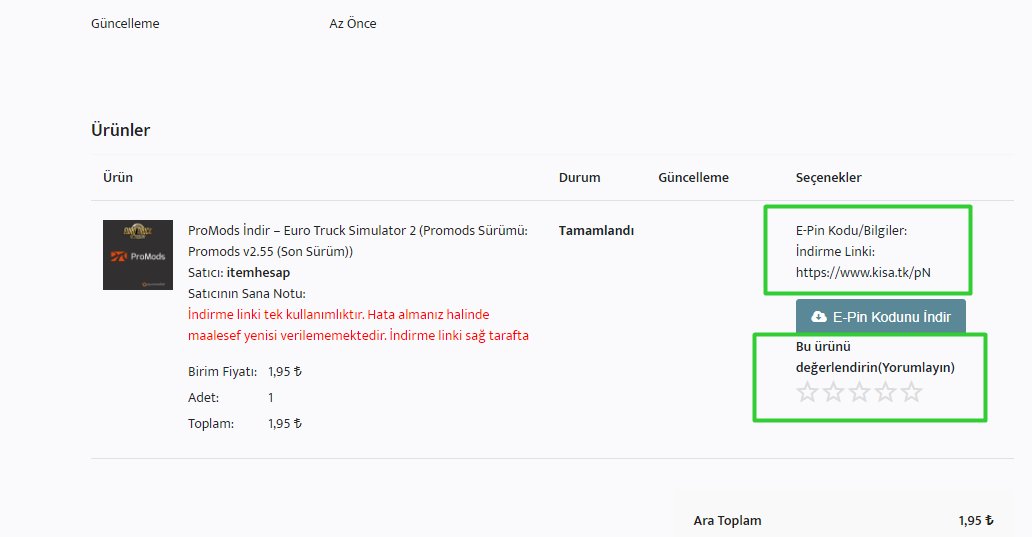 Güncelleme Az Önce
Ürünler
Ürün Durum Güncelleme Seçenekler
ProMods İndir – Euro Truck Simulator 2 (Promods Sürümü:
Promods v2.55 (Son Sürüm))
Satıcı: itemhesap
Satıcının Sana Notu:
İndirme linki tek kullanımlıktır. Hata almanız halinde
maalesef yenisi verilememektedir. İndirme linki sağ tarafta
Birim Fiyatı: 1,95 ₺
Adet: 1
Toplam: 1,95 ₺
Tamamlandı
E-Pin Kodu/Bilgiler:
İndirme Linki:
https://www.kisa.tk/pN
E-Pin Kodunu İndir
Bu ürünü
değerlendirin(Yorumlayın)
ProMods
Ara Toplam 1,95 ₺